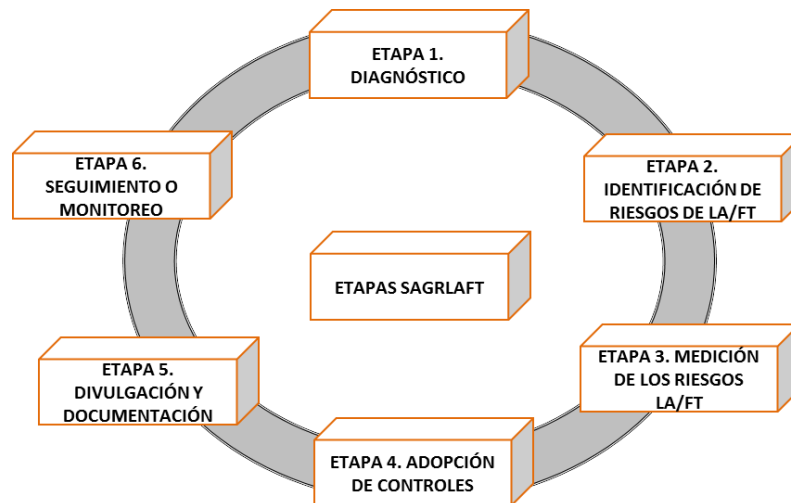 ETAPA 1.
DIAGNÓSTICO
ETAPA 2.
IDENTIFICACIÓN DE
RIESGOS DE LA/FT
ETAPA 3. MEDICIÓN
DE LOS RIESGOS
LA/FT
ETAPA 4. ADOPCIÓN
DE CONTROLES
ETAPA 5.
DIVULGACIÓN Y
DOCUMENTACIÓN
ETAPA 6.
SEGUIMIENTO O
MONITOREO
ETAPAS SAGRLAFT